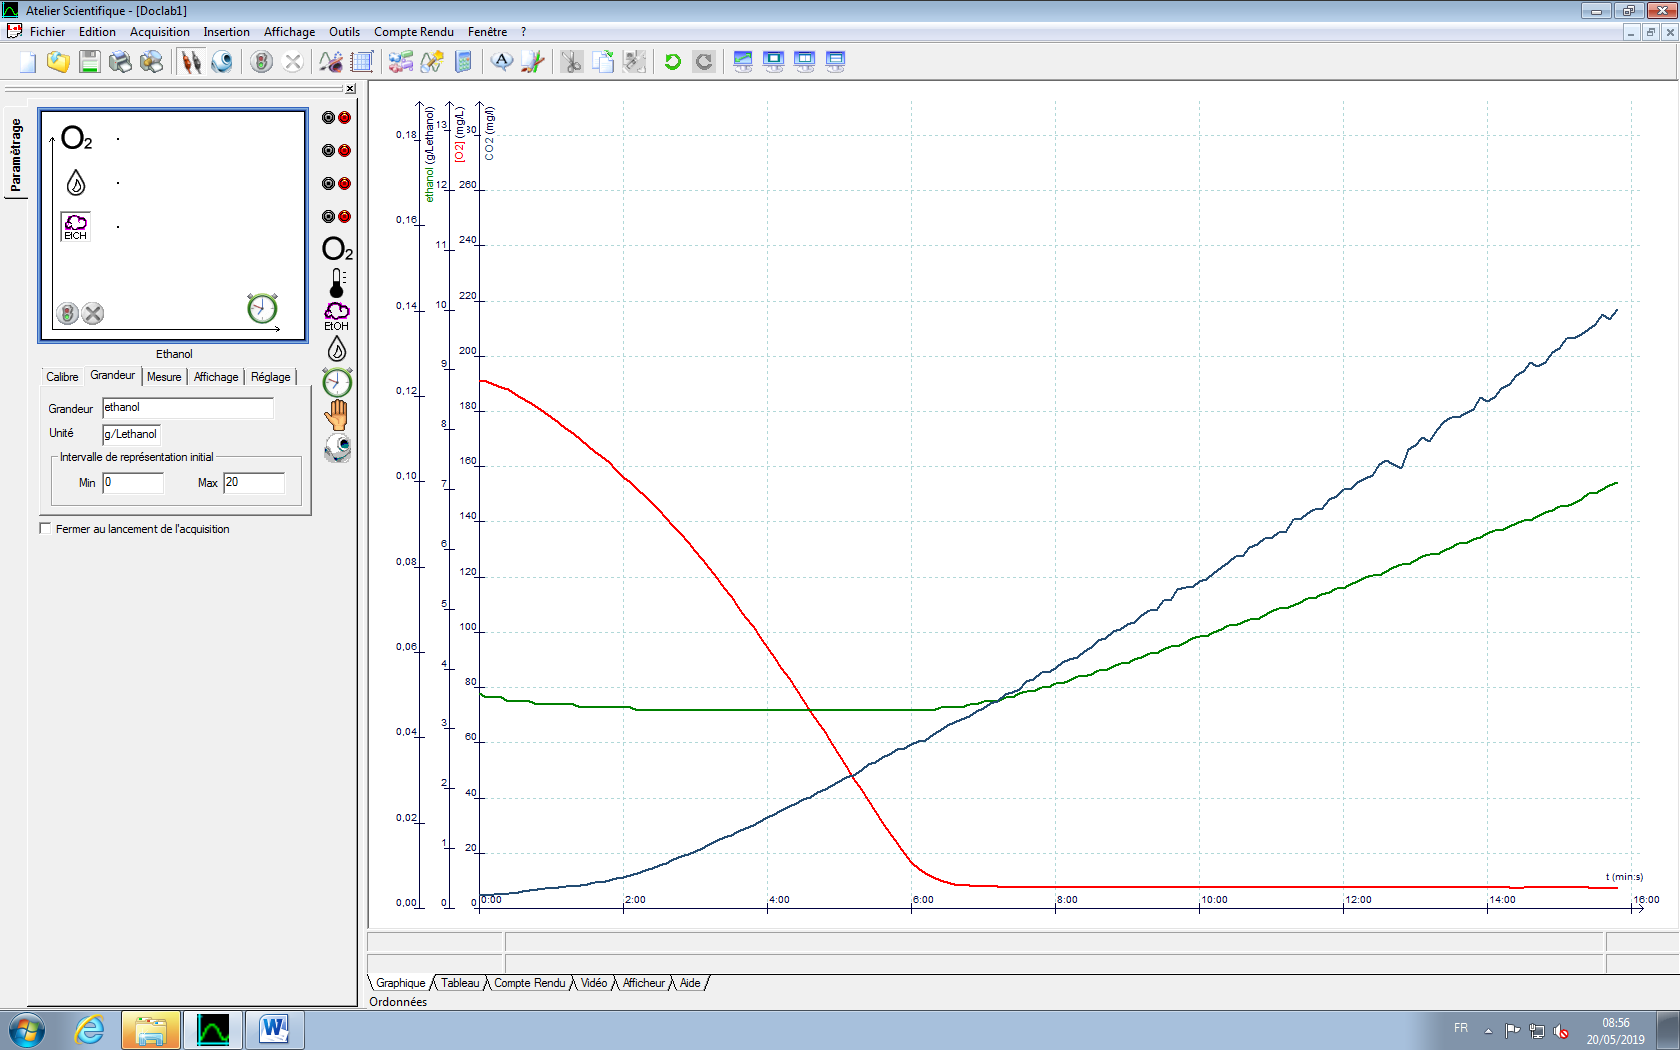 Atelier Scientifique - [Doclab1]
Fichier Edition Acquisition Insertion Affichage Outils Compte Rendu Fenêtre ?
Paramètrage
O2
EtOH
Ethanol
Calibre Grandeur Mesure Affichage Réglage
Grandeur ethanol
Unité g/Lethanol
Intervalle de représentation initial
Min 0 Max 20
Fermer au lancement de l'acquisition
O2
EtOH
ethanol (g/Lethanol)
0,18
0,16
0,14
0,12
0,10
0,08
0,06
0,04
0,02
0,00
[O2] (mg/L)
13
12
11
10
9
8
7
6
5
4
3
2
1
0
CO2 (mg/l)
30
260
240
220
200
180
160
140
120
100
80
60
40
20
0
0:00 2:00 4:00 6:00 8:00 10:00 12:00 14:00 16:00
t (min:s)
Graphique Tableau Compte Rendu Vidéo Afficheur Aide
Ordonnées
FR
08:56
20/05/2019